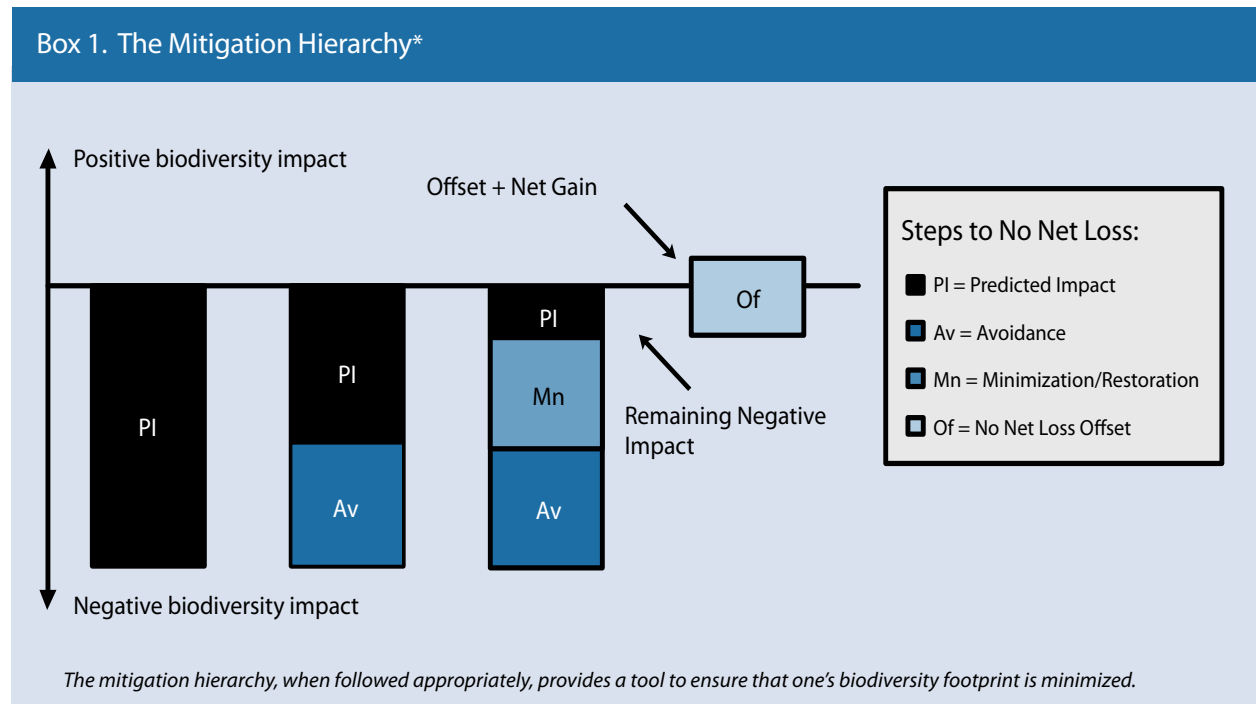 Box 1. The Mitigation Hierarchy*
Positive biodiversity impact
Offset + Net Gain
PI
PI
Av
PI
Mn
Av
Of
Remaining Negative
Impact
Negative biodiversity impact
Steps to No Net Loss:
PI = Predicted Impact
Av = Avoidance
Mn = Minimization/Restoration
Of = No Net Loss Offset
The mitigation hierarchy, when followed appropriately, provides a tool to ensure that one’s biodiversity footprint is minimized.